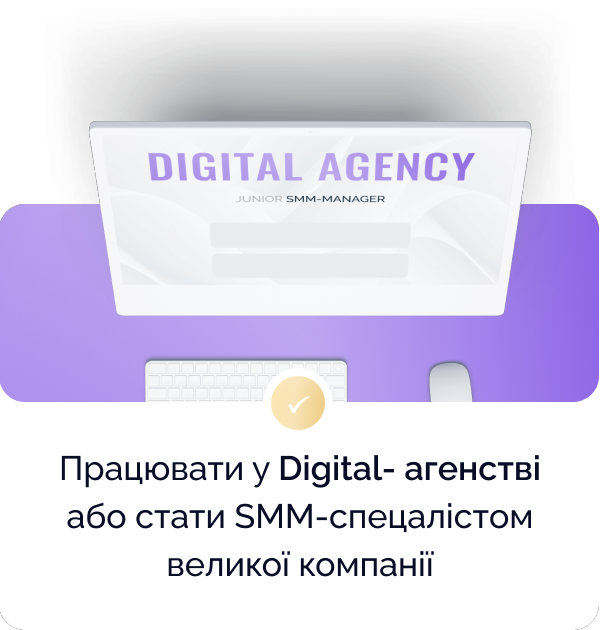 DIGITAL AGENCY
JUNIOR SMM-MANAGER
Працювати у Digital- агенстві
або стати SMM-спецалістом
великої компанії